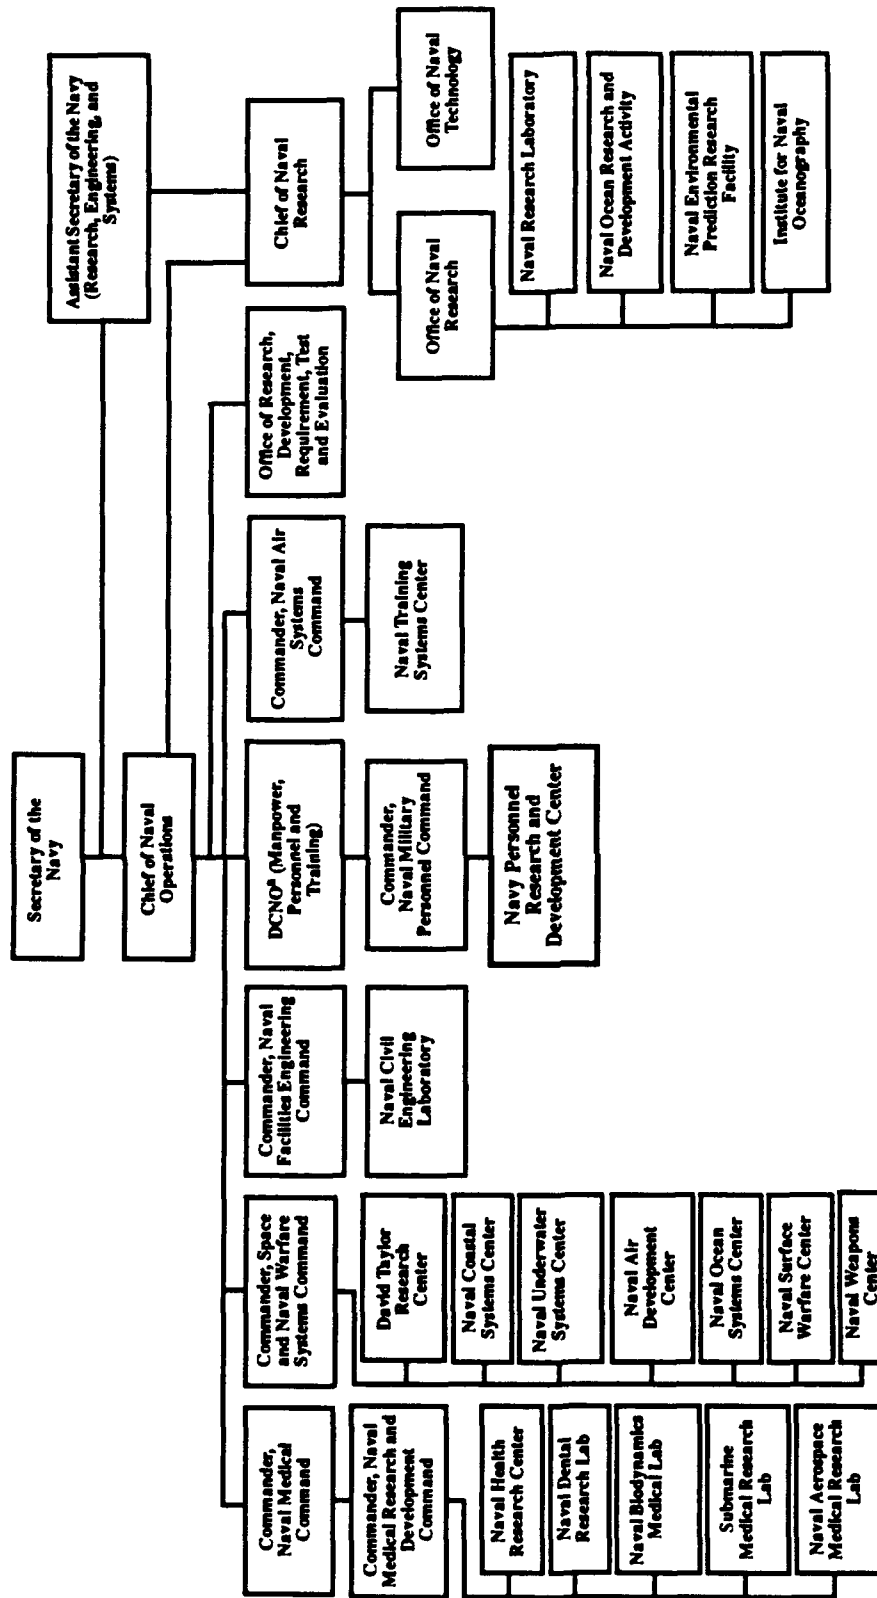 Secretary of the
Navy
Assistant Secretary of the Navy
(Research, Engineering, and
Systems)
Chief of Naval
Operations
Commander,
Naval Medical
Command
Commander, Space
and Naval Warfare
Systems Command
Commander, Naval
Facilities Engineering
Command
DCNOᵃ (Manpower,
Personnel and
Training)
Commander, Naval Air
Systems
Command
Office of Research,
Development,
Requirement, Test
and Evaluation
Chief of Naval
Research
Commander, Naval
Medical Research and
Development
Command
Naval Health
Research Center
Naval Dental
Research Lab
Naval Biodynamics
Medical Lab
Submarine
Medical Research
Lab
Naval Aerospace
Medical Research
Lab
David Taylor
Research
Center
Naval Coastal
Systems Center
Naval Underwater
Systems Center
Naval Air
Development
Center
Naval Ocean
Systems Center
Naval Surface
Warfare Center
Naval Weapons
Center
Naval Civil
Engineering
Laboratory
Commander,
Naval Military
Personnel Command
Navy Personnel
Research and
Development Center
Naval Training
Systems Center
Office of Naval
Research
Office of Naval
Technology
Naval Research Laboratory
Naval Ocean Research and
Development Activity
Naval Environmental
Prediction Research
Facility
Institute for Naval
Oceanography